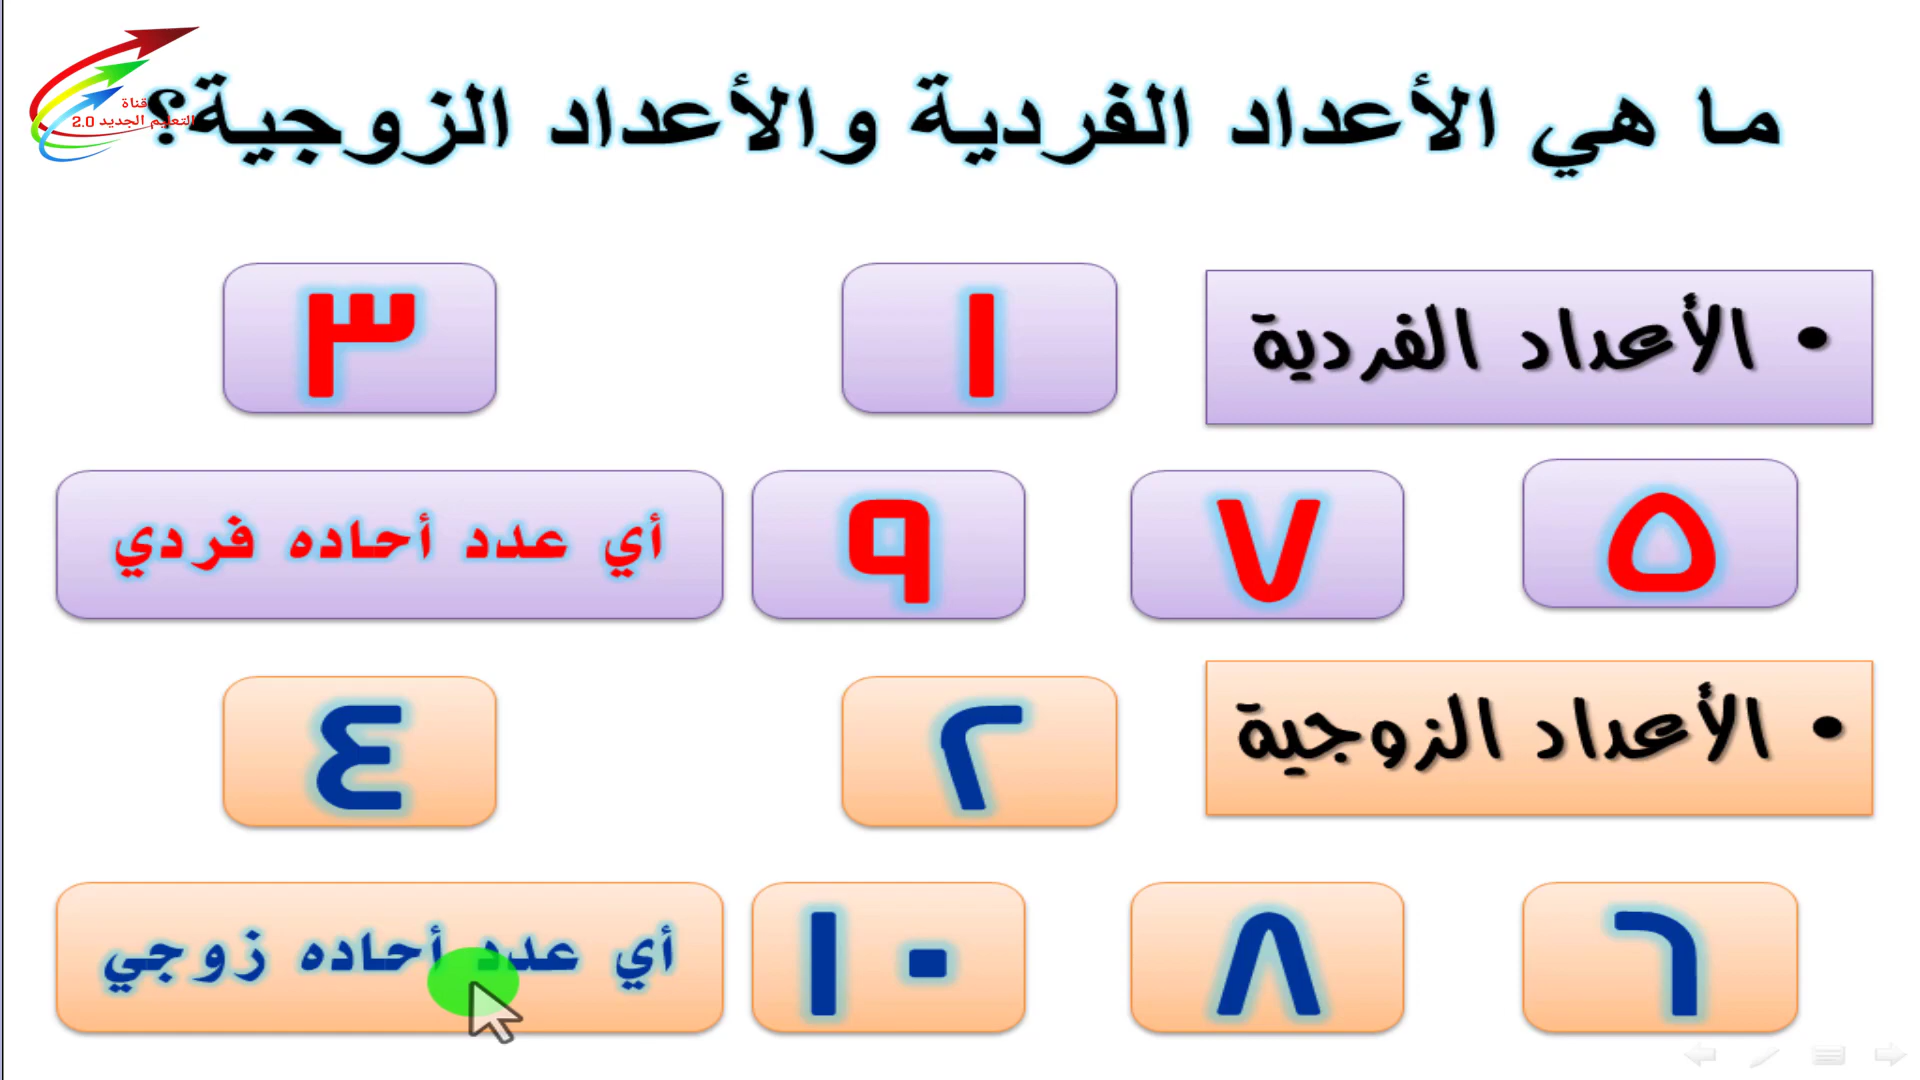 قناة
التعليم الجديد 2.0
ما هي الأعداد الفردية والأعداد الزوجية؟
• الأعداد الفردية
١
٣
٥
٧
٩
أي عدد أحاده فردي
• الأعداد الزوجية
٢
٤
٦
٨
١٠
أي عدد أحاده زوجي